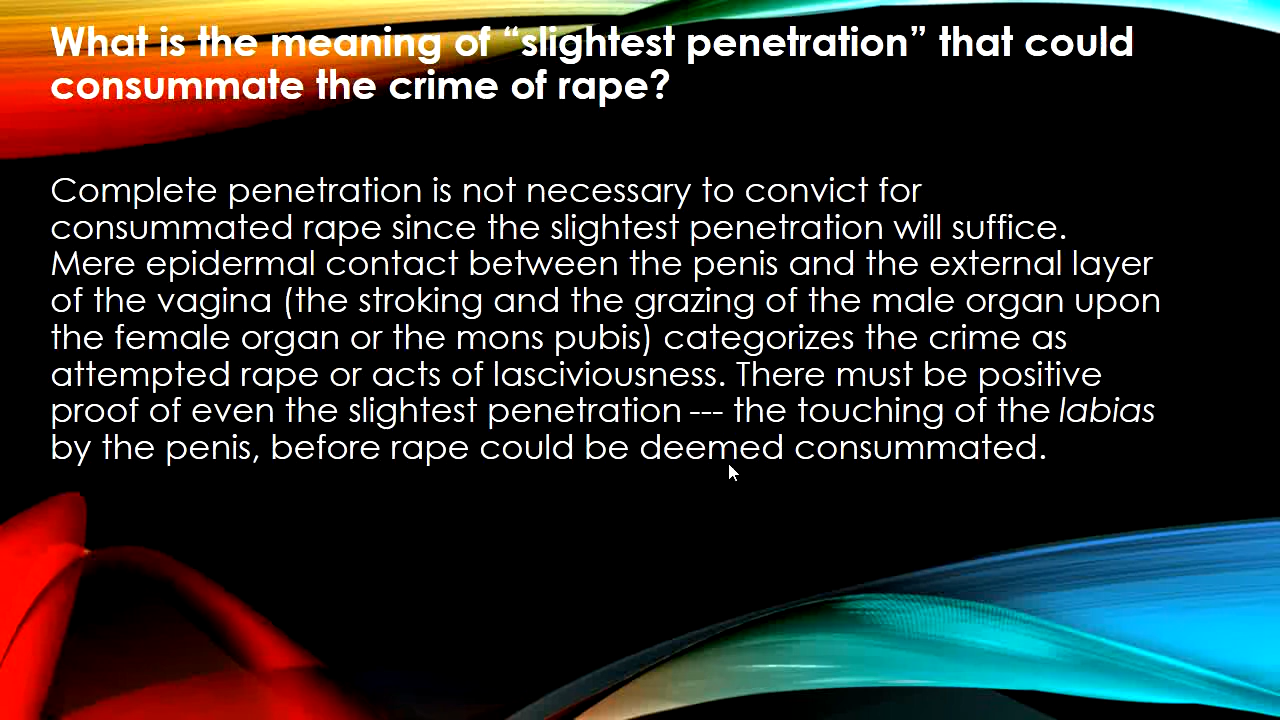 What is the meaning of “slightest penetration” that could
consummate the crime of rape?
Complete penetration is not necessary to convict for
consummated rape since the slightest penetration will suffice.
Mere epidermal contact between the penis and the external layer
of the vagina (the stroking and the grazing of the male organ upon
the female organ or the mons pubis) categorizes the crime as
attempted rape or acts of lasciviousness. There must be positive
proof of even the slightest penetration --- the touching of the labias
by the penis, before rape could be deemed consummated.